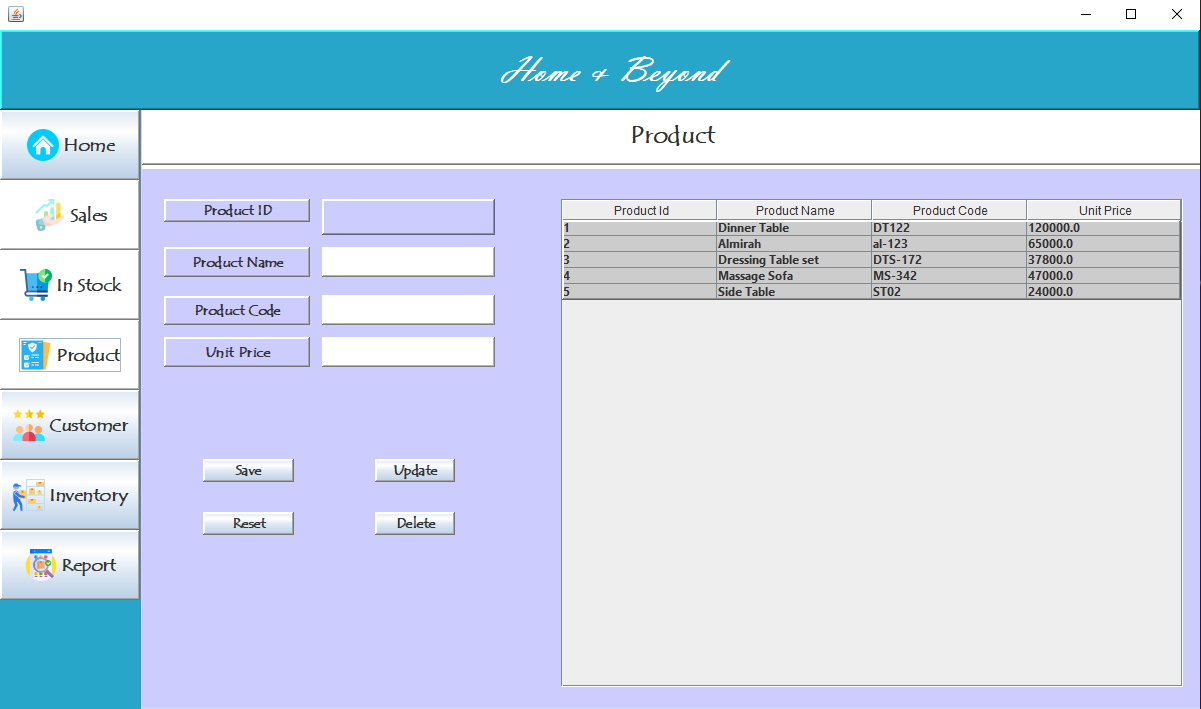 Home & Beyond
Product
Home
Sales
In Stock
Product
Customer
Inventory
Report
Product ID
Product Name
Product Code
Unit Price
Save
Update
Reset
Delete
Product Id Product Name Product Code Unit Price
1 Dinner Table DT122 120000.0
2 Almirah al-123 65000.0
3 Dressing Table set DTS-172 37800.0
4 Massage Sofa MS-342 47000.0
5 Side Table ST02 24000.0